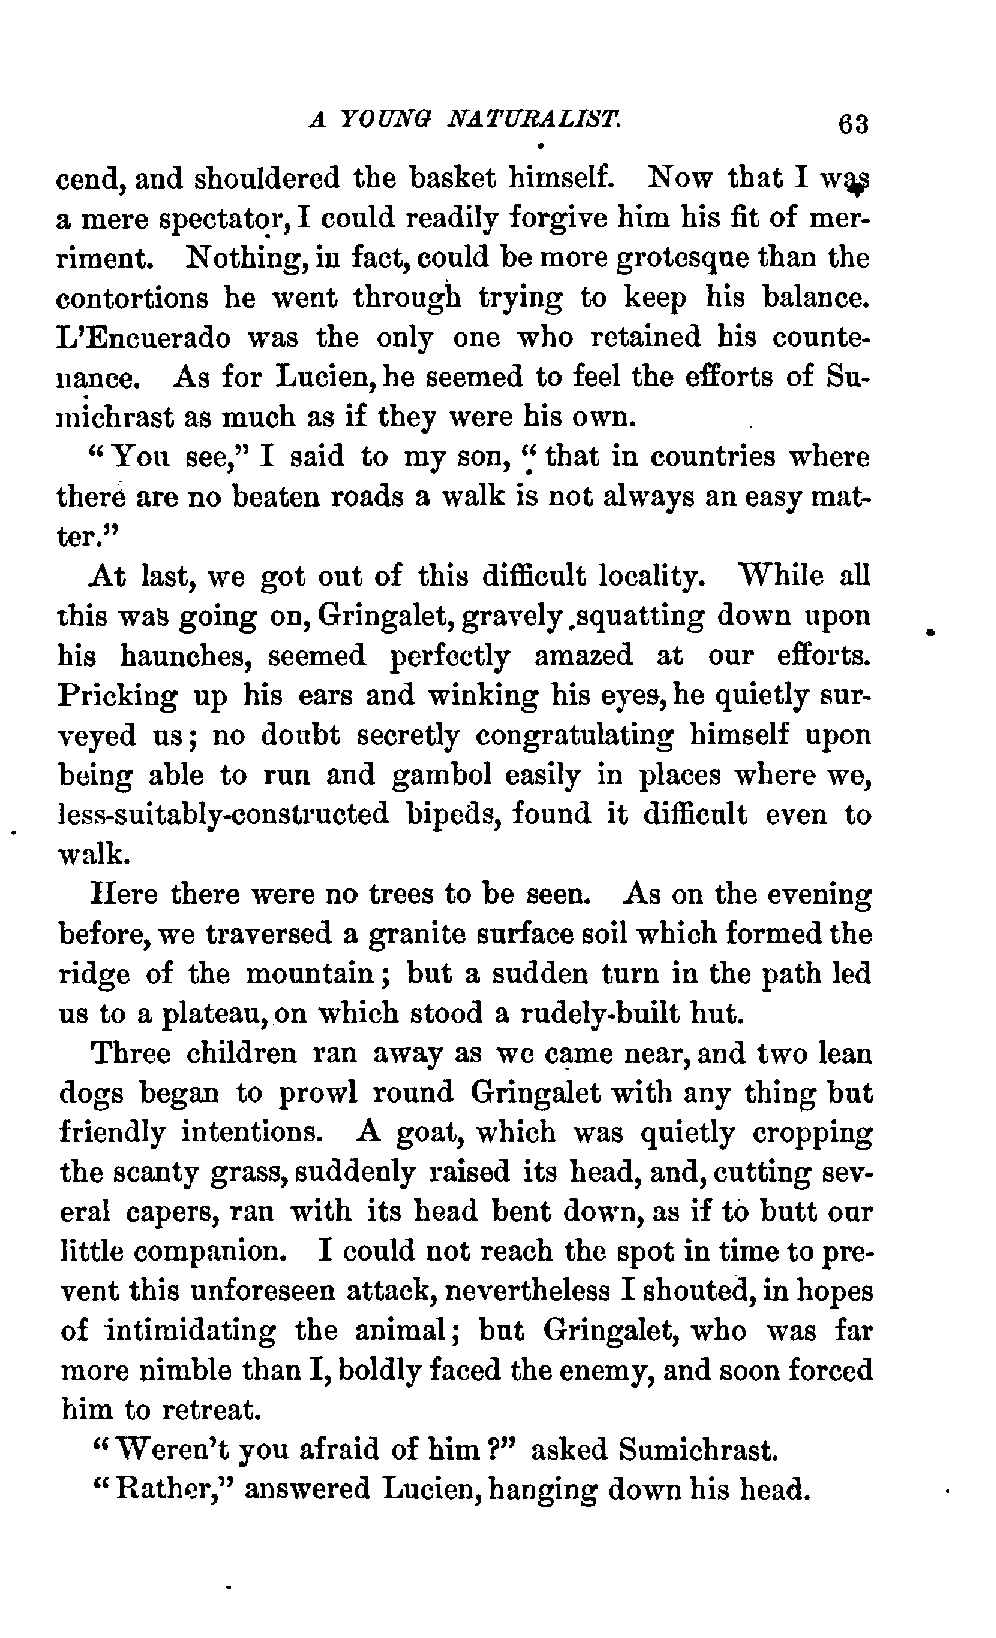 A YOUNG NATURALIST. 63
cend, and shouldered the basket himself. Now that I was
a mere spectator, I could readily forgive him his fit of mer-
riment. Nothing, in fact, could be more grotesque than the
contortions he went through trying to keep his balance.
L'Encuerado was the only one who retained his counte-
nance. As for Lucien, he seemed to feel the efforts of Su-
michrast as much as if they were his own.
"You see," I said to my son, "that in countries where
there are no beaten roads a walk is not always an easy mat-
ter."
At last, we got out of this difficult locality. While all
this was going on, Gringalet, gravely squatting down upon
his haunches, seemed perfectly amazed at our efforts.
Pricking up his ears and winking his eyes, he quietly sur-
veyed us; no doubt secretly congratulating himself upon
being able to run and gambol easily in places where we,
less-suitably-constructed bipeds, found it difficult even to
walk.
Here there were no trees to be seen. As on the evening
before, we traversed a granite surface soil which formed the
ridge of the mountain; but a sudden turn in the path led
us to a plateau, on which stood a rudely-built hut.
Three children ran away as we came near, and two lean
dogs began to prowl round Gringalet with any thing but
friendly intentions. A goat, which was quietly cropping
the scanty grass, suddenly raised its head, and, cutting sev-
eral capers, ran with its head bent down, as if to butt our
little companion. I could not reach the spot in time to pre-
vent this unforeseen attack, nevertheless I shouted, in hopes
of intimidating the animal; but Gringalet, who was far
more nimble than I, boldly faced the enemy, and soon forced
him to retreat.
"Weren't you afraid of him?" asked Sumichrast.
"Rather," answered Lucien, hanging down his head.